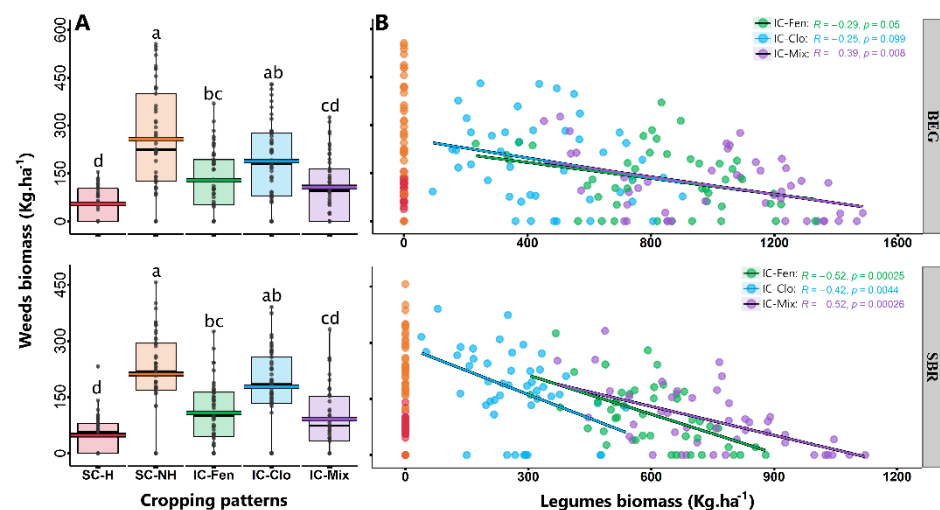 A
B
Weeds biomass (Kg.ha⁻¹)
600
450
300
150
0
d
a
bc
ab
cd
IC-Fen: R = −0.29, p = 0.05
IC-Clo: R = −0.25, p = 0.099
IC-Mix: R = 0.39, p = 0.008
0
400
800
1200
1600
BEG
450
300
150
0
d
a
bc
ab
cd
SC-H
SC-NH
IC-Fen
IC-Clo
IC-Mix
Cropping patterns
IC-Fen: R = −0.52, p = 0.00025
IC-Clo: R = −0.42, p = 0.0044
IC-Mix: R = 0.52, p = 0.00026
0
300
600
900
1200
SBR
Legumes biomass (Kg.ha⁻¹)